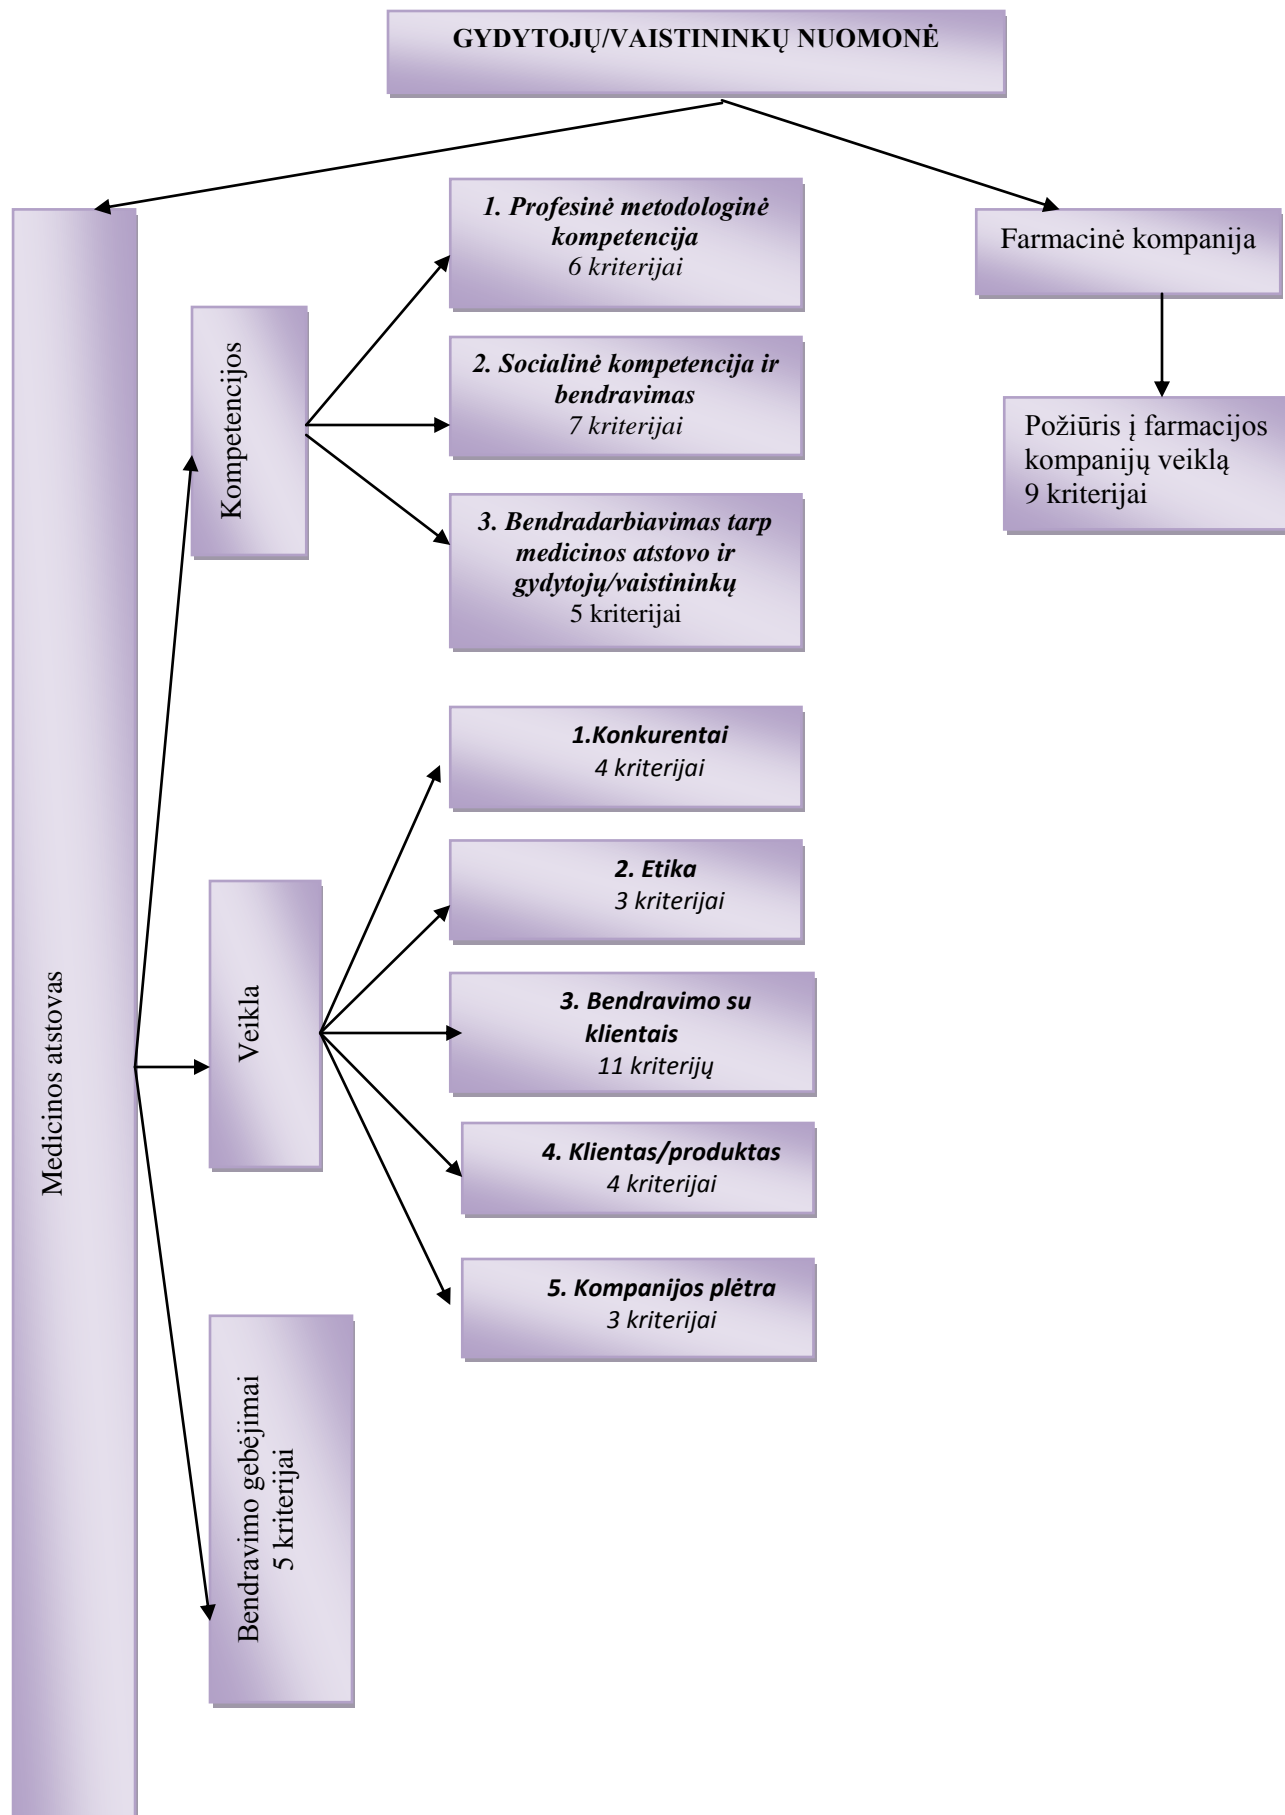 GYDYTOJŲ/VAISTININKŲ NUOMONĖ
Medicinos atstovas
Kompetencijos
1. Profesinė metodologinė
kompetencija
6 kriterijai
2. Socialinė kompetencija ir
bendravimas
7 kriterijai
3. Bendradarbiavimas tarp
medicinos atstovo ir
gydytojų/vaistininkų
5 kriterijai
Veikla
1.Konkurentai
4 kriterijai
2. Etika
3 kriterijai
3. Bendravimo su
klientais
11 kriterijų
4. Klientas/produktas
4 kriterijai
5. Kompanijos plėtra
3 kriterijai
Bendravimo gebėjimai
5 kriterijai
Farmacinė kompanija
Požiūris į farmacijos
kompanijų veiklą
9 kriterijai